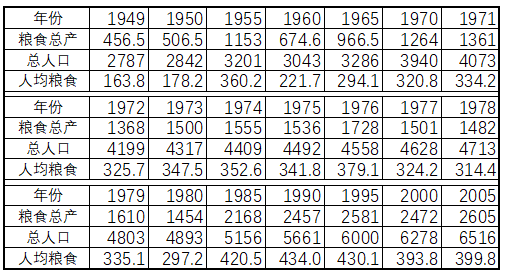 年份 1949 1950 1955 1960 1965 1970 1971
粮食总产 456.5 506.5 1153 674.6 966.5 1264 1361
总人口 2787 2842 3201 3043 3286 3940 4073
人均粮食 163.8 178.2 360.2 221.7 294.1 320.8 334.2
年份 1972 1973 1974 1975 1976 1977 1978
粮食总产 1368 1500 1555 1536 1728 1501 1482
总人口 4199 4317 4409 4492 4558 4628 4713
人均粮食 325.7 347.5 352.6 341.8 379.1 324.2 314.4
年份 1979 1980 1985 1990 1995 2000 2005
粮食总产 1610 1454 2168 2457 2581 2472 2605
总人口 4803 4893 5156 5661 6000 6278 6516
人均粮食 335.1 297.2 420.5 434.0 430.1 393.8 399.8